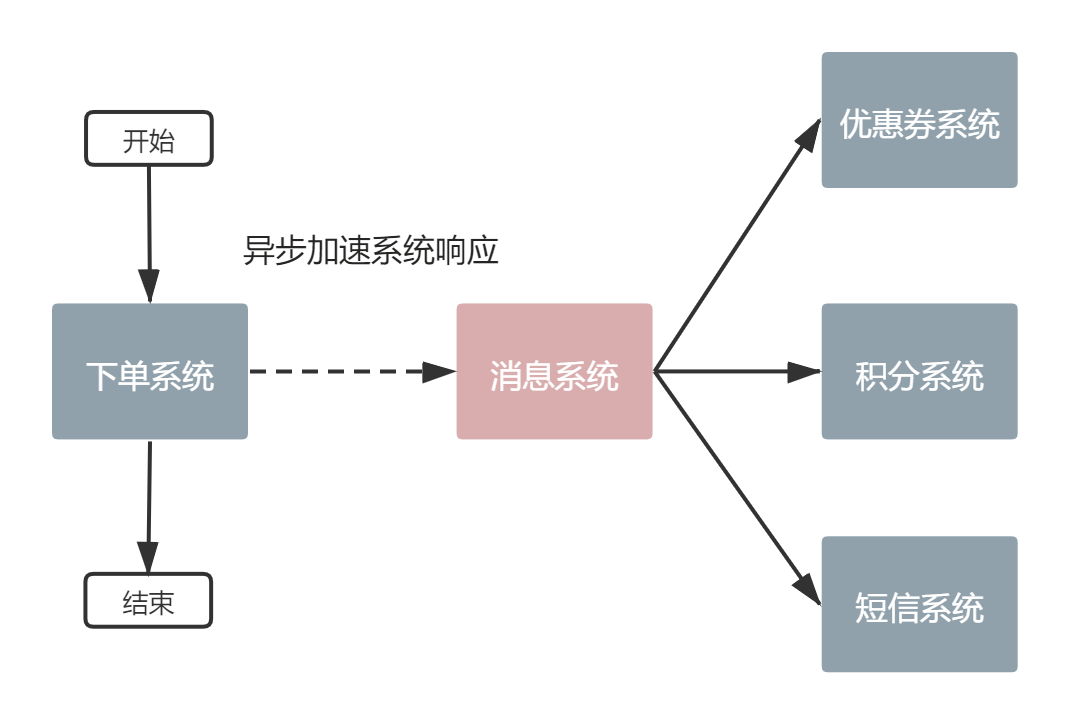 开始
异步加速系统响应
下单系统
消息系统
优惠券系统
积分系统
短信系统
结束